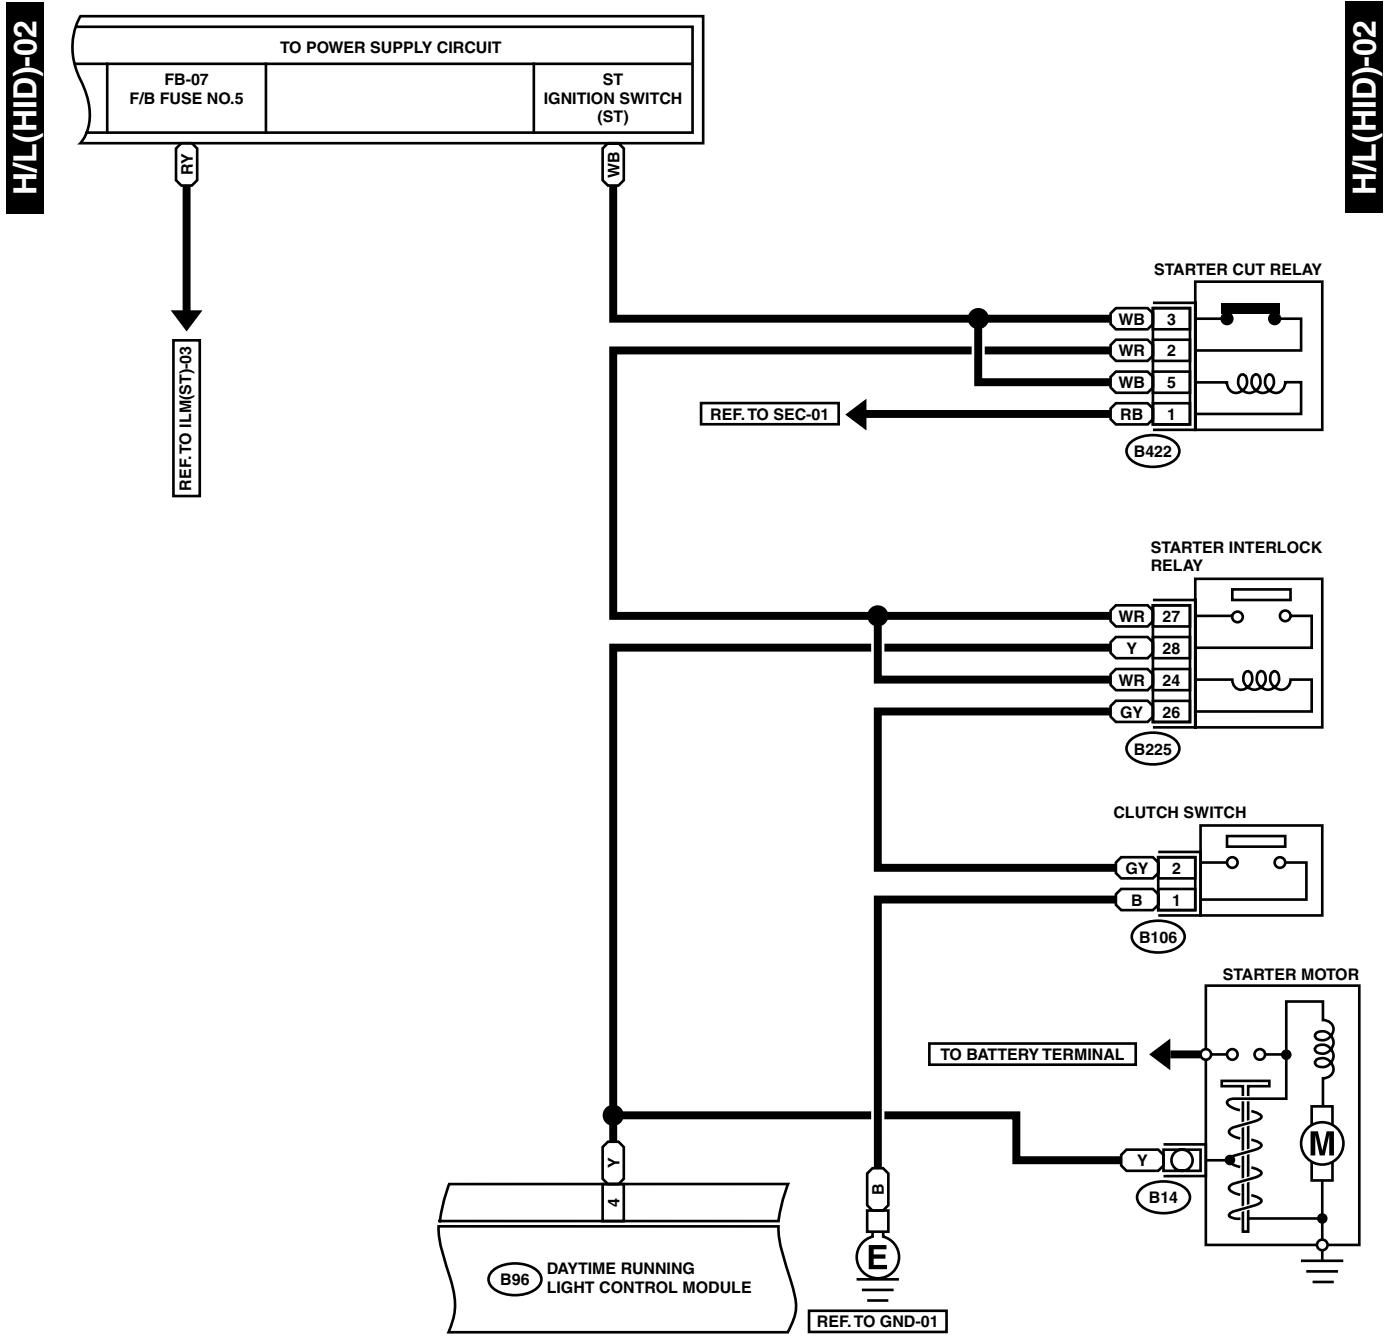 H/L(HID)-02
H/L(HID)-02
TO POWER SUPPLY CIRCUIT
FB-07
F/B FUSE NO.5
ST
IGNITION SWITCH
(ST)
RY
WB
REF. TO ILM(ST)-03
STARTER CUT RELAY
WB 3
WR 2
WB 5
REF. TO SEC-01
RB 1
B422
STARTER INTERLOCK
RELAY
WR 27
Y 28
WR 24
GY 26
B225
CLUTCH SWITCH
GY 2
B 1
B106
STARTER MOTOR
TO BATTERY TERMINAL
M
Y
B14
Y
4
B
E
B96
DAYTIME RUNNING
LIGHT CONTROL MODULE
REF. TO GND-01